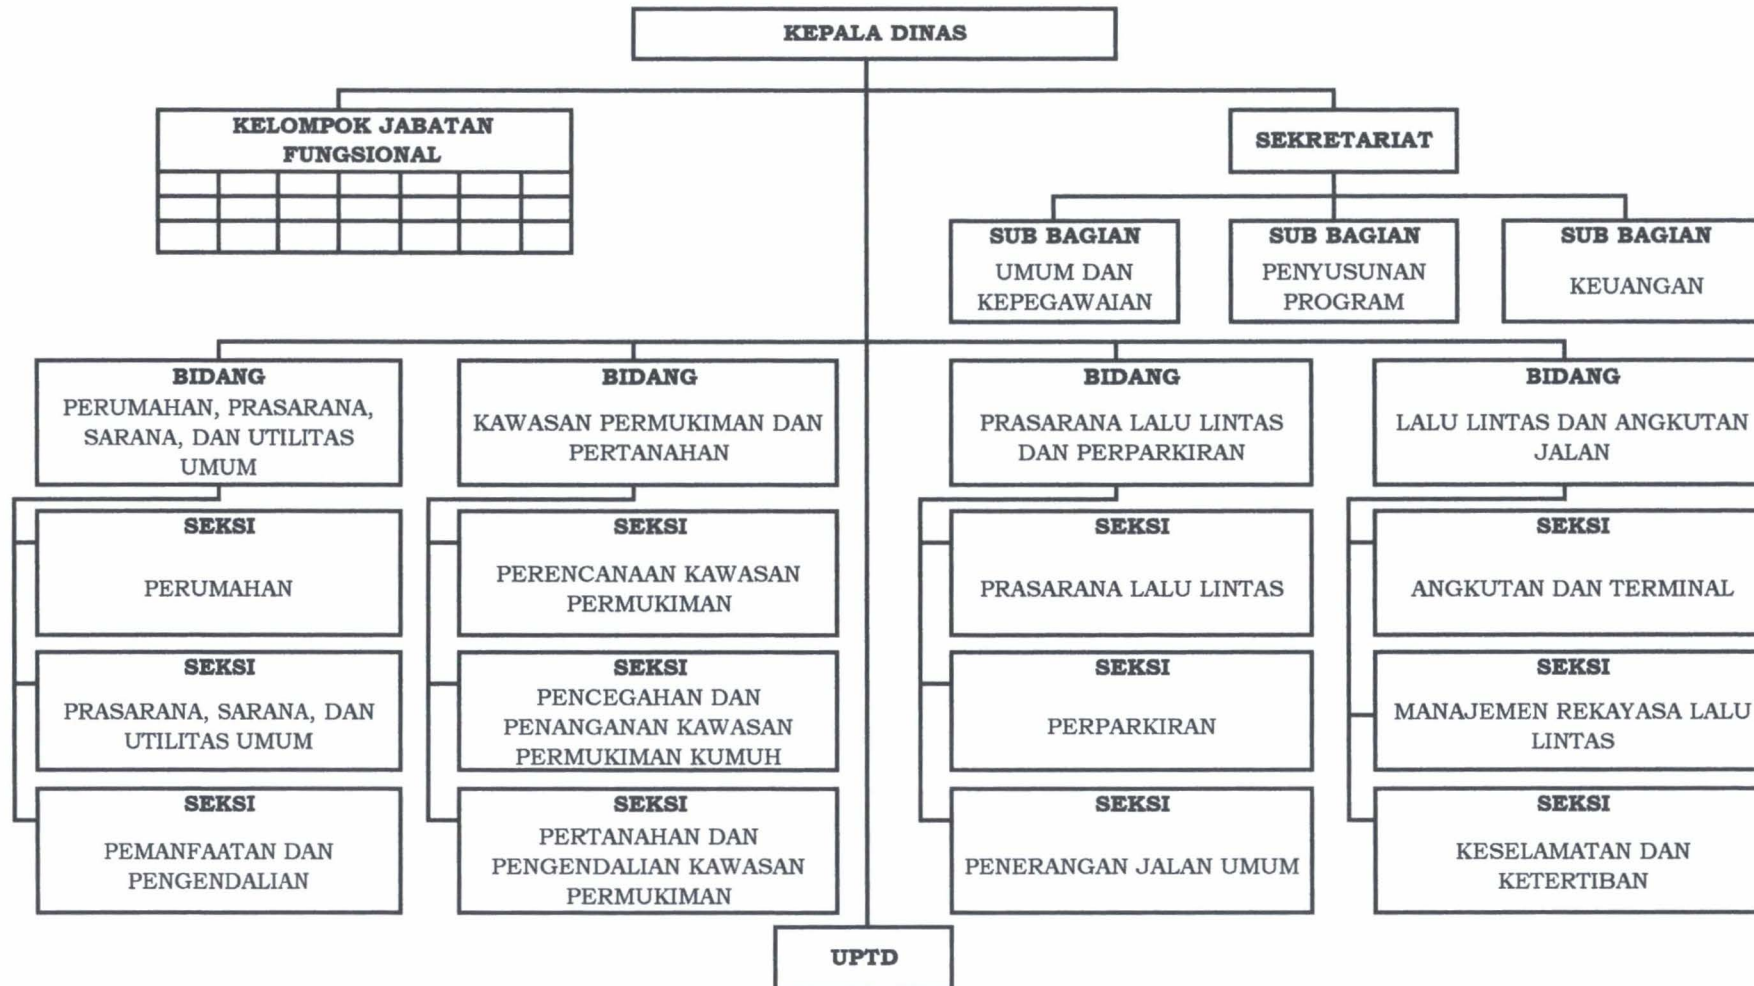 KEPALA DINAS
KELOMPOK JABATAN
FUNGSIONAL
SEKRETARIAT
SUB BAGIAN
UMUM DAN
KEPEGAWAIAN
SUB BAGIAN
PENYUSUNAN
PROGRAM
SUB BAGIAN
KEUANGAN
BIDANG
PERUMAHAN, PRASARANA,
SARANA, DAN UTILITAS
UMUM
BIDANG
KAWASAN PERMUKIMAN DAN
PERTANAHAN
BIDANG
PRASARANA LALU LINTAS
DAN PERPARKIRAN
BIDANG
LALU LINTAS DAN ANGKUTAN
JALAN
SEKSI
PERUMAHAN
SEKSI
PERENCANAAN KAWASAN
PERMUKIMAN
SEKSI
PRASARANA LALU LINTAS
SEKSI
ANGKUTAN DAN TERMINAL
SEKSI
PRASARANA, SARANA, DAN
UTILITAS UMUM
SEKSI
PENCEGAHAN DAN
PENANGANAN KAWASAN
PERMUKIMAN KUMUH
SEKSI
PERPARKIRAN
SEKSI
MANAJEMEN REKAYASA LALU
LINTAS
SEKSI
PEMANFAATAN DAN
PENGENDALIAN
SEKSI
PERTANAHAN DAN
PENGENDALIAN KAWASAN
PERMUKIMAN
SEKSI
PENERANGAN JALAN UMUM
SEKSI
KESELAMATAN DAN
KETERTIBAN
UPTD